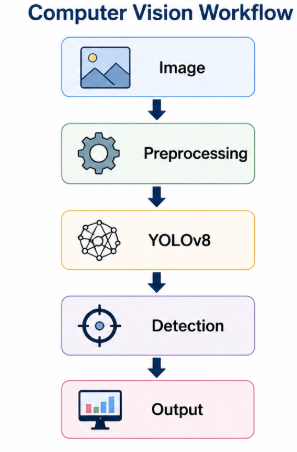 Computer Vision Workflow
Image
Preprocessing
YOLOv8
Detection
Output